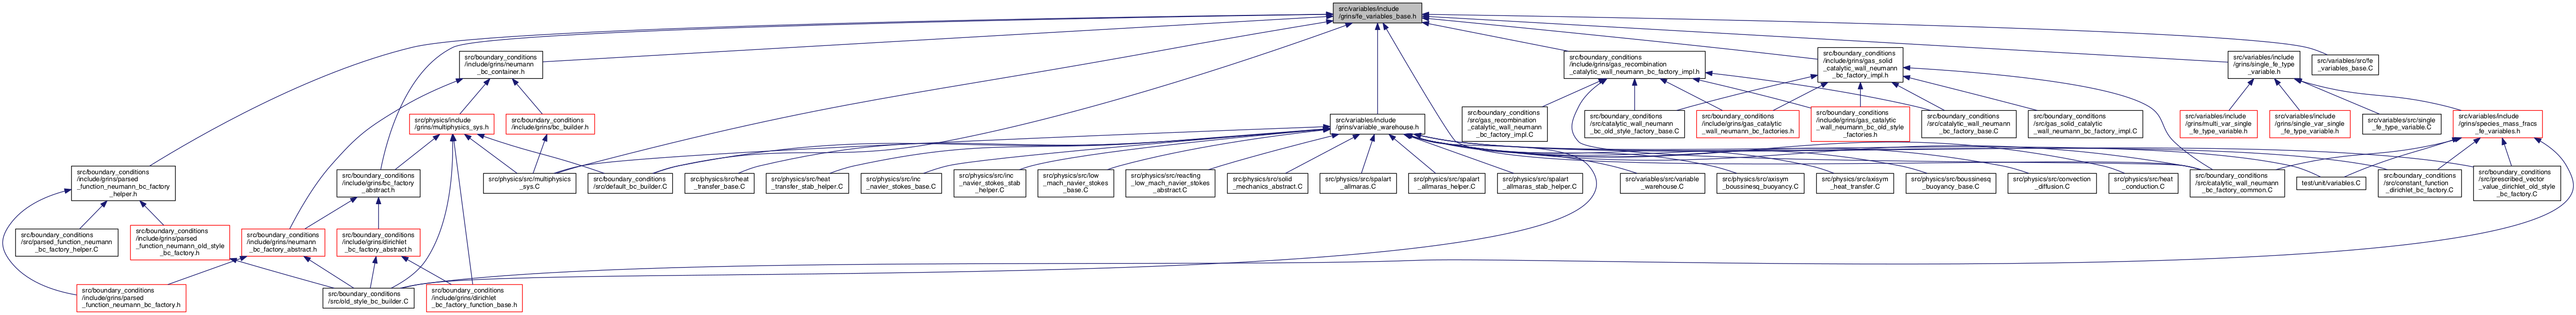 src/variables/include
/grins/fe_variables_base.h
src/boundary_conditions
/include/grins/neumann
_bc_container.h
src/boundary_conditions
/include/grins/gas_recombination
_catalytic_wall_neumann_bc_factory_impl.h
src/boundary_conditions
/include/grins/gas_solid
_catalytic_wall_neumann
_bc_factory_impl.h
src/variables/include
/grins/single_fe_type
_variable.h
src/variables/src/fe
_variables_base.C
src/physics/include
/grins/multiphysics_sys.h
src/boundary_conditions
/include/grins/bc_builder.h
src/variables/include
/grins/variable_warehouse.h
src/boundary_conditions
/src/gas_recombination
_catalytic_wall_neumann
_bc_factory_impl.C
src/boundary_conditions
/src/catalytic_wall_neumann
_bc_old_style_factory_base.C
src/boundary_conditions
/include/grins/gas_catalytic
_wall_neumann_bc_factories.h
src/boundary_conditions
/include/grins/gas_catalytic
_wall_neumann_bc_old_style
_factories.h
src/boundary_conditions
/src/catalytic_wall_neumann
_bc_factory_base.C
src/boundary_conditions
/src/gas_solid_catalytic
_wall_neumann_bc_factory_impl.C
src/variables/include
/grins/multi_var_single
_fe_type_variable.h
src/variables/include
/grins/single_var_single
_fe_type_variable.h
src/variables/src/single
_fe_type_variable.C
src/variables/include
/grins/species_mass_fracs
_fe_variables.h
src/boundary_conditions
/include/grins/parsed
_function_neumann_bc_factory
_helper.h
src/boundary_conditions
/include/grins/bc_factory
_abstract.h
src/physics/src/multiphysics
_sys.C
src/boundary_conditions
/src/default_bc_builder.C
src/physics/src/heat
_transfer_base.C
src/physics/src/heat
_transfer_stab_helper.C
src/physics/src/inc
_navier_stokes_base.C
src/physics/src/inc
_navier_stokes_stab
_helper.C
src/physics/src/low
_mach_navier_stokes
_base.C
src/physics/src/reacting
_low_mach_navier_stokes
_abstract.C
src/physics/src/solid
_mechanics_abstract.C
src/physics/src/spalart
_allmaras.C
src/physics/src/spalart
_allmaras_helper.C
src/physics/src/spalart
_allmaras_stab_helper.C
src/variables/src/variable
_warehouse.C
src/physics/src/axisym
_boussinesq_buoyancy.C
src/physics/src/axisym
_heat_transfer.C
src/physics/src/boussinesq
_buoyancy_base.C
src/physics/src/convection
_diffusion.C
src/physics/src/heat
_conduction.C
src/boundary_conditions
/src/catalytic_wall_neumann
_bc_factory_common.C
test/unit/variables.C
src/boundary_conditions
/src/constant_function
_dirichlet_bc_factory.C
src/boundary_conditions
/src/prescribed_vector
_value_dirichlet_old_style
_bc_factory.C
src/boundary_conditions
/src/parsed_function_neumann
_bc_factory_helper.C
src/boundary_conditions
/include/grins/parsed
_function_neumann_old_style
_bc_factory.h
src/boundary_conditions
/include/grins/neumann
_bc_factory_abstract.h
src/boundary_conditions
/include/grins/dirichlet
_bc_factory_abstract.h
src/boundary_conditions
/include/grins/parsed
_function_neumann_bc_factory.h
src/boundary_conditions
/src/old_style_bc_builder.C
src/boundary_conditions
/include/grins/dirichlet
_bc_factory_function_base.h